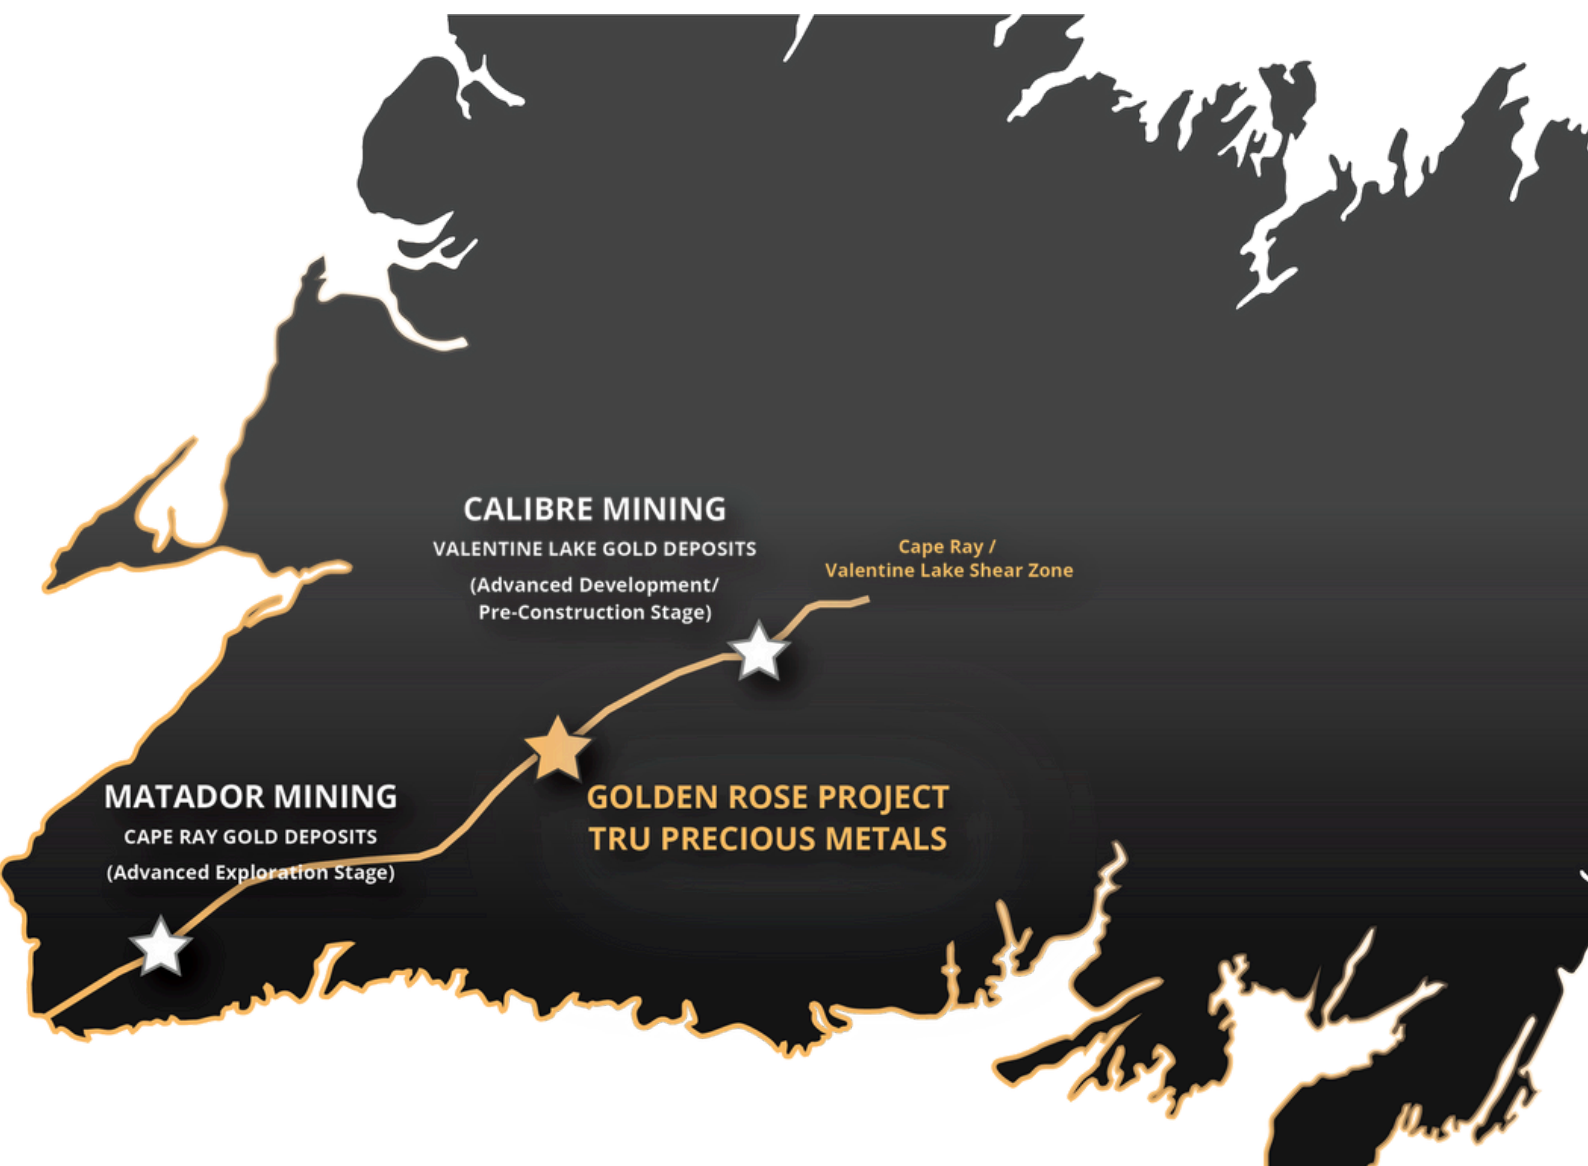 CALIBRE MINING
VALENTINE LAKE GOLD DEPOSITS
(Advanced Development/
Pre-Construction Stage)
Cape Ray /
Valentine Lake Shear Zone
MATADOR MINING
CAPE RAY GOLD DEPOSITS
(Advanced Exploration Stage)
GOLDEN ROSE PROJECT
TRU PRECIOUS METALS